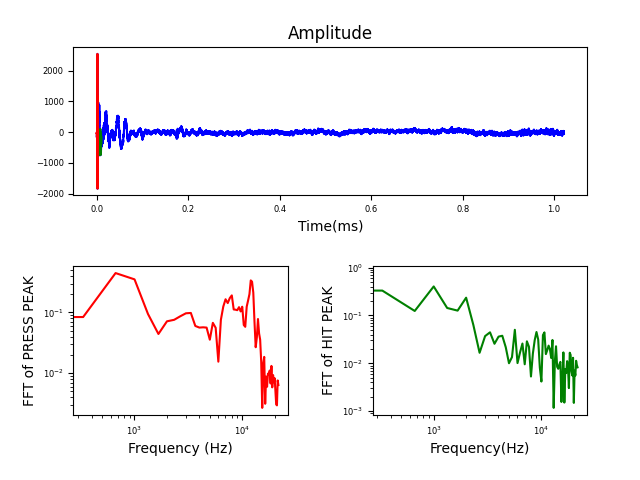 Amplitude
2000
1000
0
−1000
−2000
0.0 0.2 0.4 0.6 0.8 1.0
Time(ms)
FFT of PRESS PEAK
10⁻¹
10⁻²
10³ 10⁴
Frequency (Hz)
FFT of HIT PEAK
10⁰
10⁻¹
10⁻²
10⁻³
10³ 10⁴
Frequency(Hz)